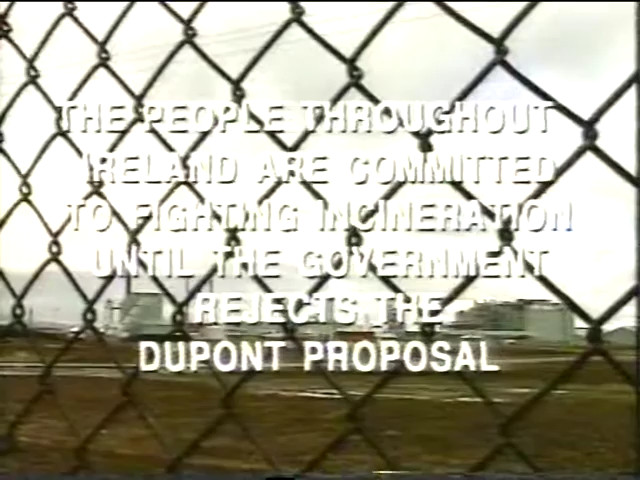 THE PEOPLE THROUGHOUT
IRELAND ARE COMMITTED
TO FIGHTING INCINERATION
UNTIL THE GOVERNMENT
REJECTS THE
DUPONT PROPOSAL